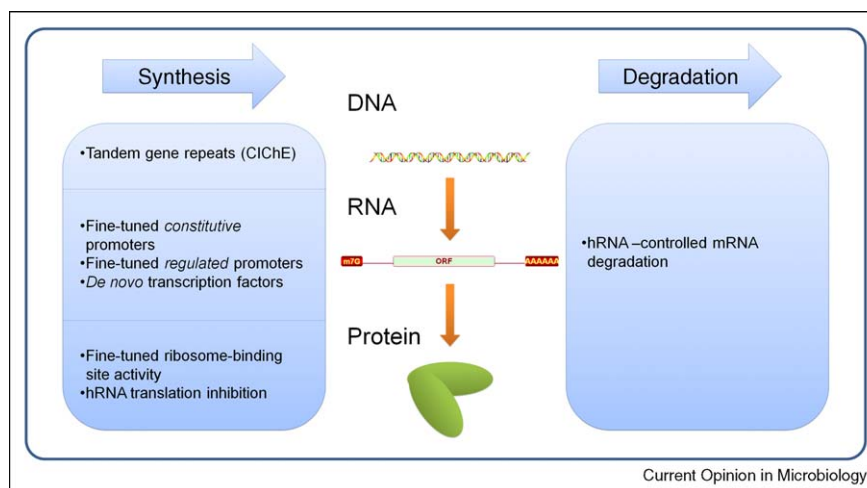 Synthesis
Degradation
DNA
•Tandem gene repeats (CIChE)
RNA
•Fine-tuned constitutive
promoters
•Fine-tuned regulated promoters
•De novo transcription factors
•hRNA –controlled mRNA
degradation
m7G
ORF
AAAAAA
Protein
•Fine-tuned ribosome-binding
site activity
•hRNA translation inhibition
Current Opinion in Microbiology